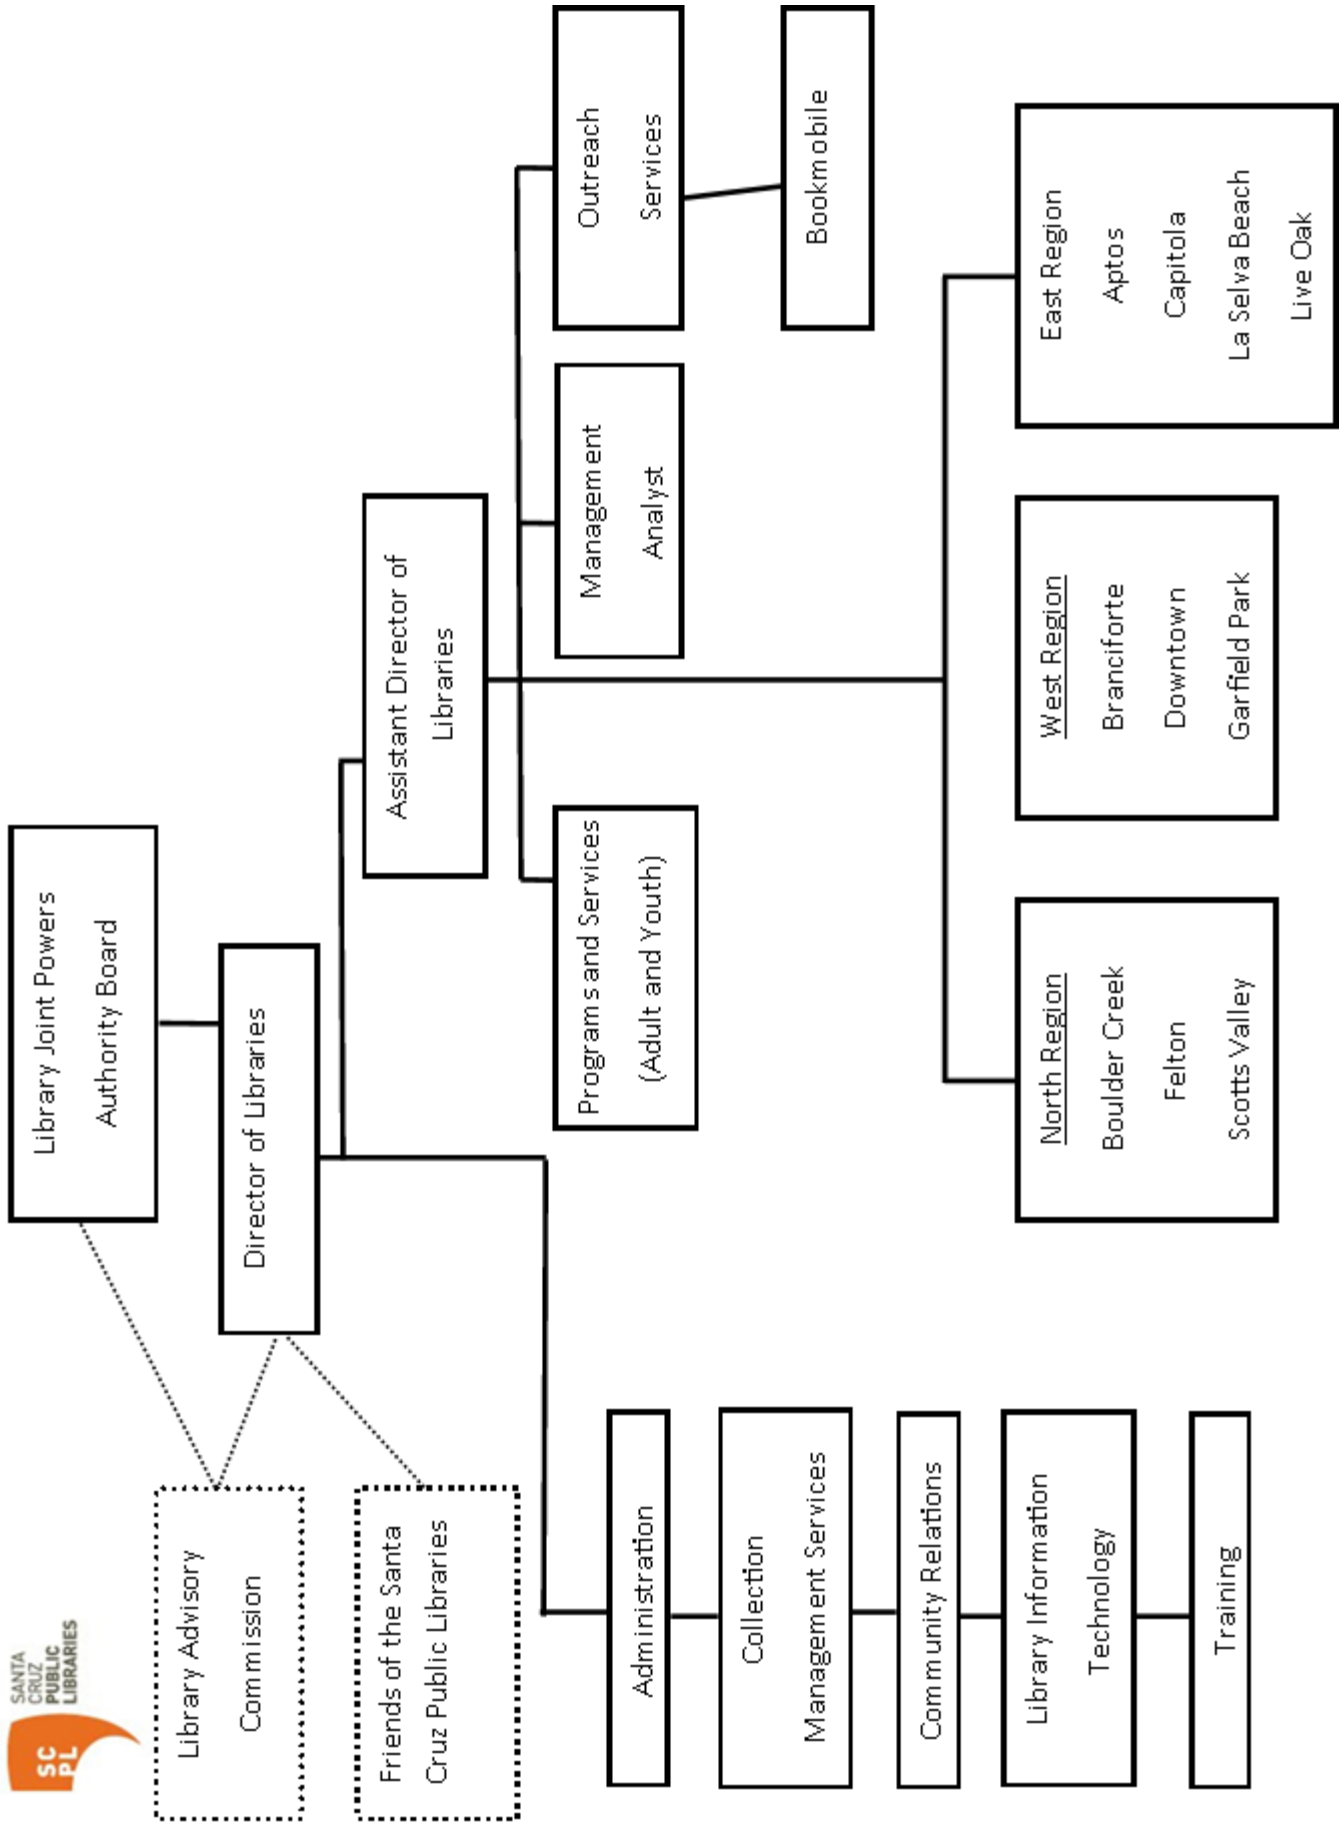 SC
PL
SANTA
CRUZ
PUBLIC
LIBRARIES
Library Joint Powers
Authority Board
Library Advisory
Commission
Director of Libraries
Friends of the Santa
Cruz Public Libraries
Assistant Director of
Libraries
Administration
Collection
Management Services
Community Relations
Library Information
Technology
Training
Programs and Services
(Adult and Youth)
Management
Analyst
Outreach
Services
Bookmobile
North Region
Boulder Creek
Felton
Scotts Valley
West Region
Branciforte
Downtown
Garfield Park
East Region
Aptos
Capitola
La Selva Beach
Live Oak